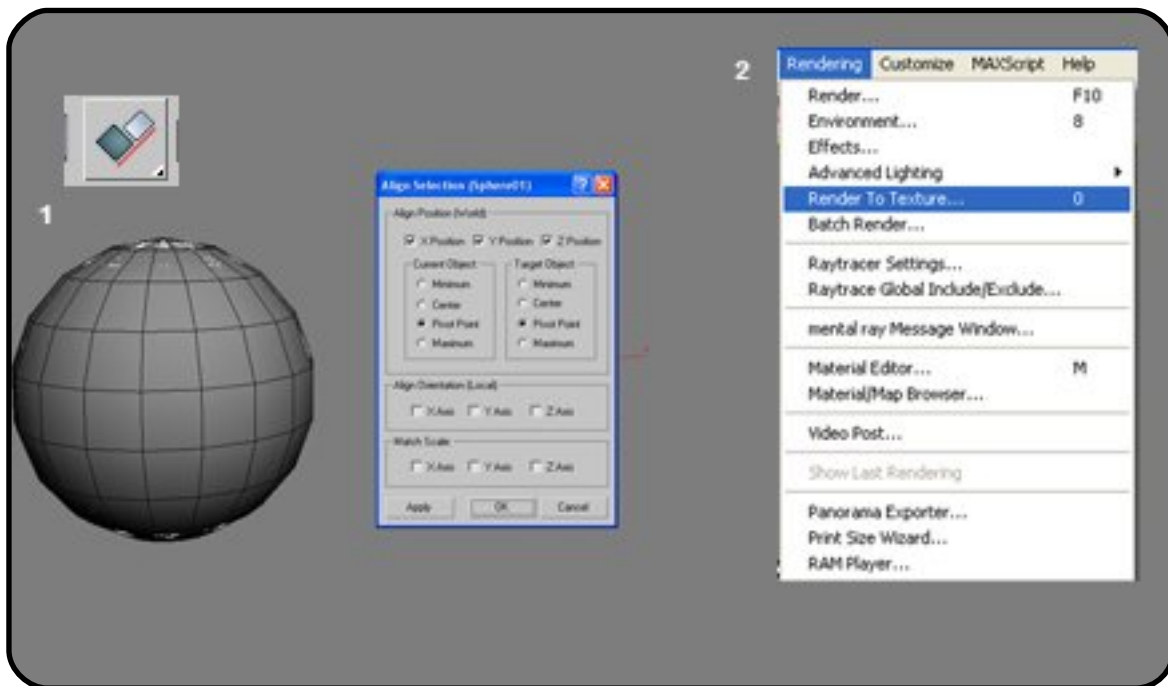 1
Align Selection (Sphere01)
Align Position (World)
X Position Y Position Z Position
Current Object Target Object
Minimum Minimum
Center Center
Pivot Point Pivot Point
Maximum Maximum
Align Orientation (Local)
X Axis Y Axis Z Axis
Match Scale
X Axis Y Axis Z Axis
Apply OK Cancel
2
Rendering Customize MAXScript Help
Render... F10
Environment... 8
Effects...
Advanced Lighting
Render To Texture... 0
Batch Render...
Raytracer Settings...
Raytrace Global Include/Exclude...
mental ray Message Window...
Material Editor... M
Material/Map Browser...
Video Post...
Show Last Rendering
Panorama Exporter...
Print Size Wizard...
RAM Player...